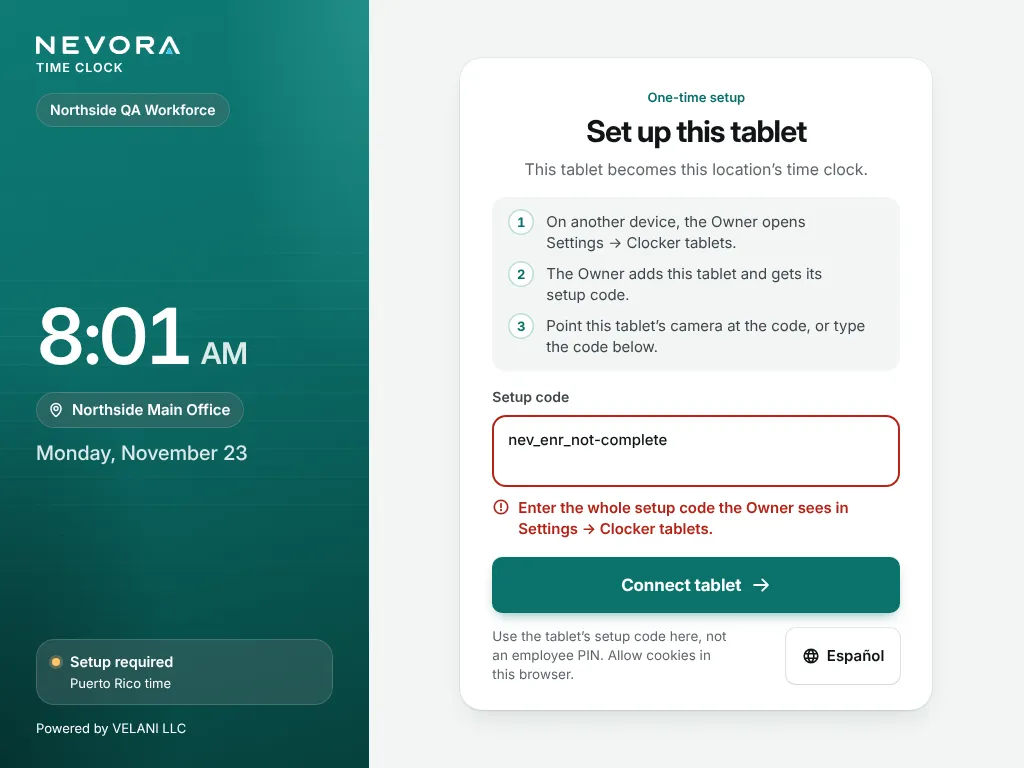 NEVORA
TIME CLOCK
Northside QA Workforce
8:01 AM
Northside Main Office
Monday, November 23
Setup required
Puerto Rico time
Powered by VELANI LLC
One-time setup
Set up this tablet
This tablet becomes this location’s time clock.
1 On another device, the Owner opens
Settings → Clocker tablets.
2 The Owner adds this tablet and gets its
setup code.
3 Point this tablet’s camera at the code, or type
the code below.
Setup code
nev_enr_not-complete
Enter the whole setup code the Owner sees in
Settings → Clocker tablets.
Connect tablet →
Use the tablet’s setup code here, not
an employee PIN. Allow cookies in
this browser.
Español